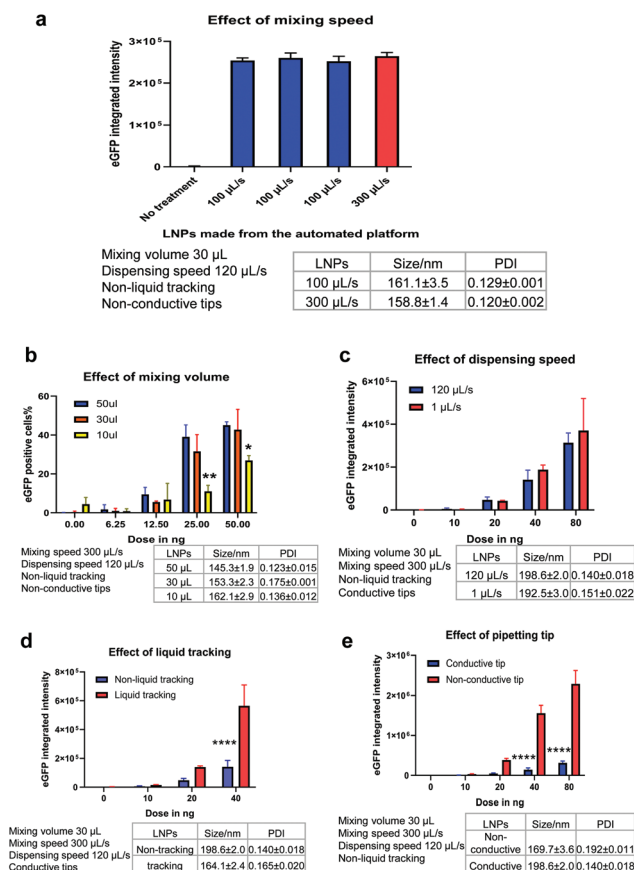 a
Effect of mixing speed
eGFP integrated intensity
3×10⁵
2×10⁵
1×10⁵
0
No treatment
100 µL/s
100 µL/s
100 µL/s
300 µL/s
LNPs made from the automated platform
Mixing volume 30 µL
Dispensing speed 120 µL/s
Non-liquid tracking
Non-conductive tips
LNPs Size/nm PDI
100 µL/s 161.1±3.5 0.129±0.001
300 µL/s 158.8±1.4 0.120±0.002
b
Effect of mixing volume
eGFP positive cells%
60
40
20
0
50ul
30ul
10ul
**
*
0.00 6.25 12.50 25.00 50.00
Dose in ng
Mixing speed 300 µL/s
Dispensing speed 120 µL/s
Non-liquid tracking
Non-conductive tips
LNPs Size/nm PDI
50 µL 145.3±1.9 0.123±0.015
30 µL 153.3±2.3 0.175±0.001
10 µL 162.1±2.9 0.136±0.012
c
Effect of dispensing speed
eGFP integrated intensity
6×10⁵
4×10⁵
2×10⁵
0
120 µL/s
1 µL/s
0 10 20 40 80
Dose in ng
Mixing volume 30 µL
Mixing speed 300 µL/s
Non-liquid tracking
Conductive tips
LNPs Size/nm PDI
120 µL/s 198.6±2.0 0.140±0.018
1 µL/s 192.5±3.0 0.151±0.022
d
Effect of liquid tracking
eGFP integrated intensity
8×10⁵
6×10⁵
4×10⁵
2×10⁵
0
Non-liquid tracking
Liquid tracking
****
0 10 20 40
Dose in ng
Mixing volume 30 µL
Mixing speed 300 µL/s
Dispensing speed 120 µL/s
Conductive tips
LNPs Size/nm PDI
Non-tracking 198.6±2.0 0.140±0.018
tracking 164.1±2.4 0.165±0.020
e
Effect of pipetting tip
eGFP integrated intensity
3×10⁶
2×10⁶
1×10⁶
0
Conductive tip
Non-conductive tip
****
****
0 10 20 40 80
Dose in ng
Mixing volume 30 µL
Mixing speed 300 µL/s
Dispensing speed 120 µL/s
Non-liquid tracking
LNPs Size/nm PDI
Non-
conductive 169.7±3.6 0.192±0.011
Conductive 198.6±2.0 0.140±0.018